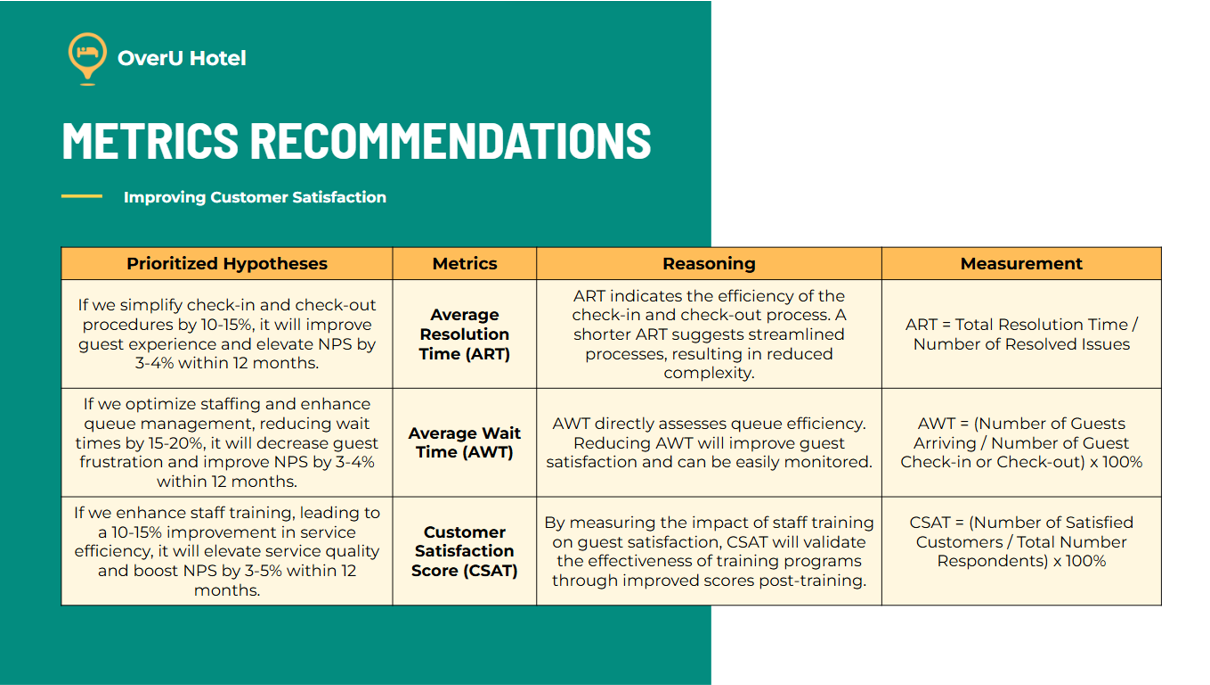 OverU Hotel
METRICS RECOMMENDATIONS
Improving Customer Satisfaction
Prioritized Hypotheses
Metrics
Reasoning
Measurement
If we simplify check-in and check-out
procedures by 10-15%, it will improve
guest experience and elevate NPS by
3-4% within 12 months.
Average
Resolution
Time (ART)
ART indicates the efficiency of the
check-in and check-out process. A
shorter ART suggests streamlined
processes, resulting in reduced
complexity.
ART = Total Resolution Time /
Number of Resolved Issues
If we optimize staffing and enhance
queue management, reducing wait
times by 15-20%, it will decrease guest
frustration and improve NPS by 3-4%
within 12 months.
Average Wait
Time (AWT)
AWT directly assesses queue efficiency.
Reducing AWT will improve guest
satisfaction and can be easily monitored.
AWT = (Number of Guests
Arriving / Number of Guest
Check-in or Check-out) x 100%
If we enhance staff training, leading to
a 10-15% improvement in service
efficiency, it will elevate service quality
and boost NPS by 3-5% within 12
months.
Customer
Satisfaction
Score (CSAT)
By measuring the impact of staff training
on guest satisfaction, CSAT will validate
the effectiveness of training programs
through improved scores post-training.
CSAT = (Number of Satisfied
Customers / Total Number
Respondents) x 100%